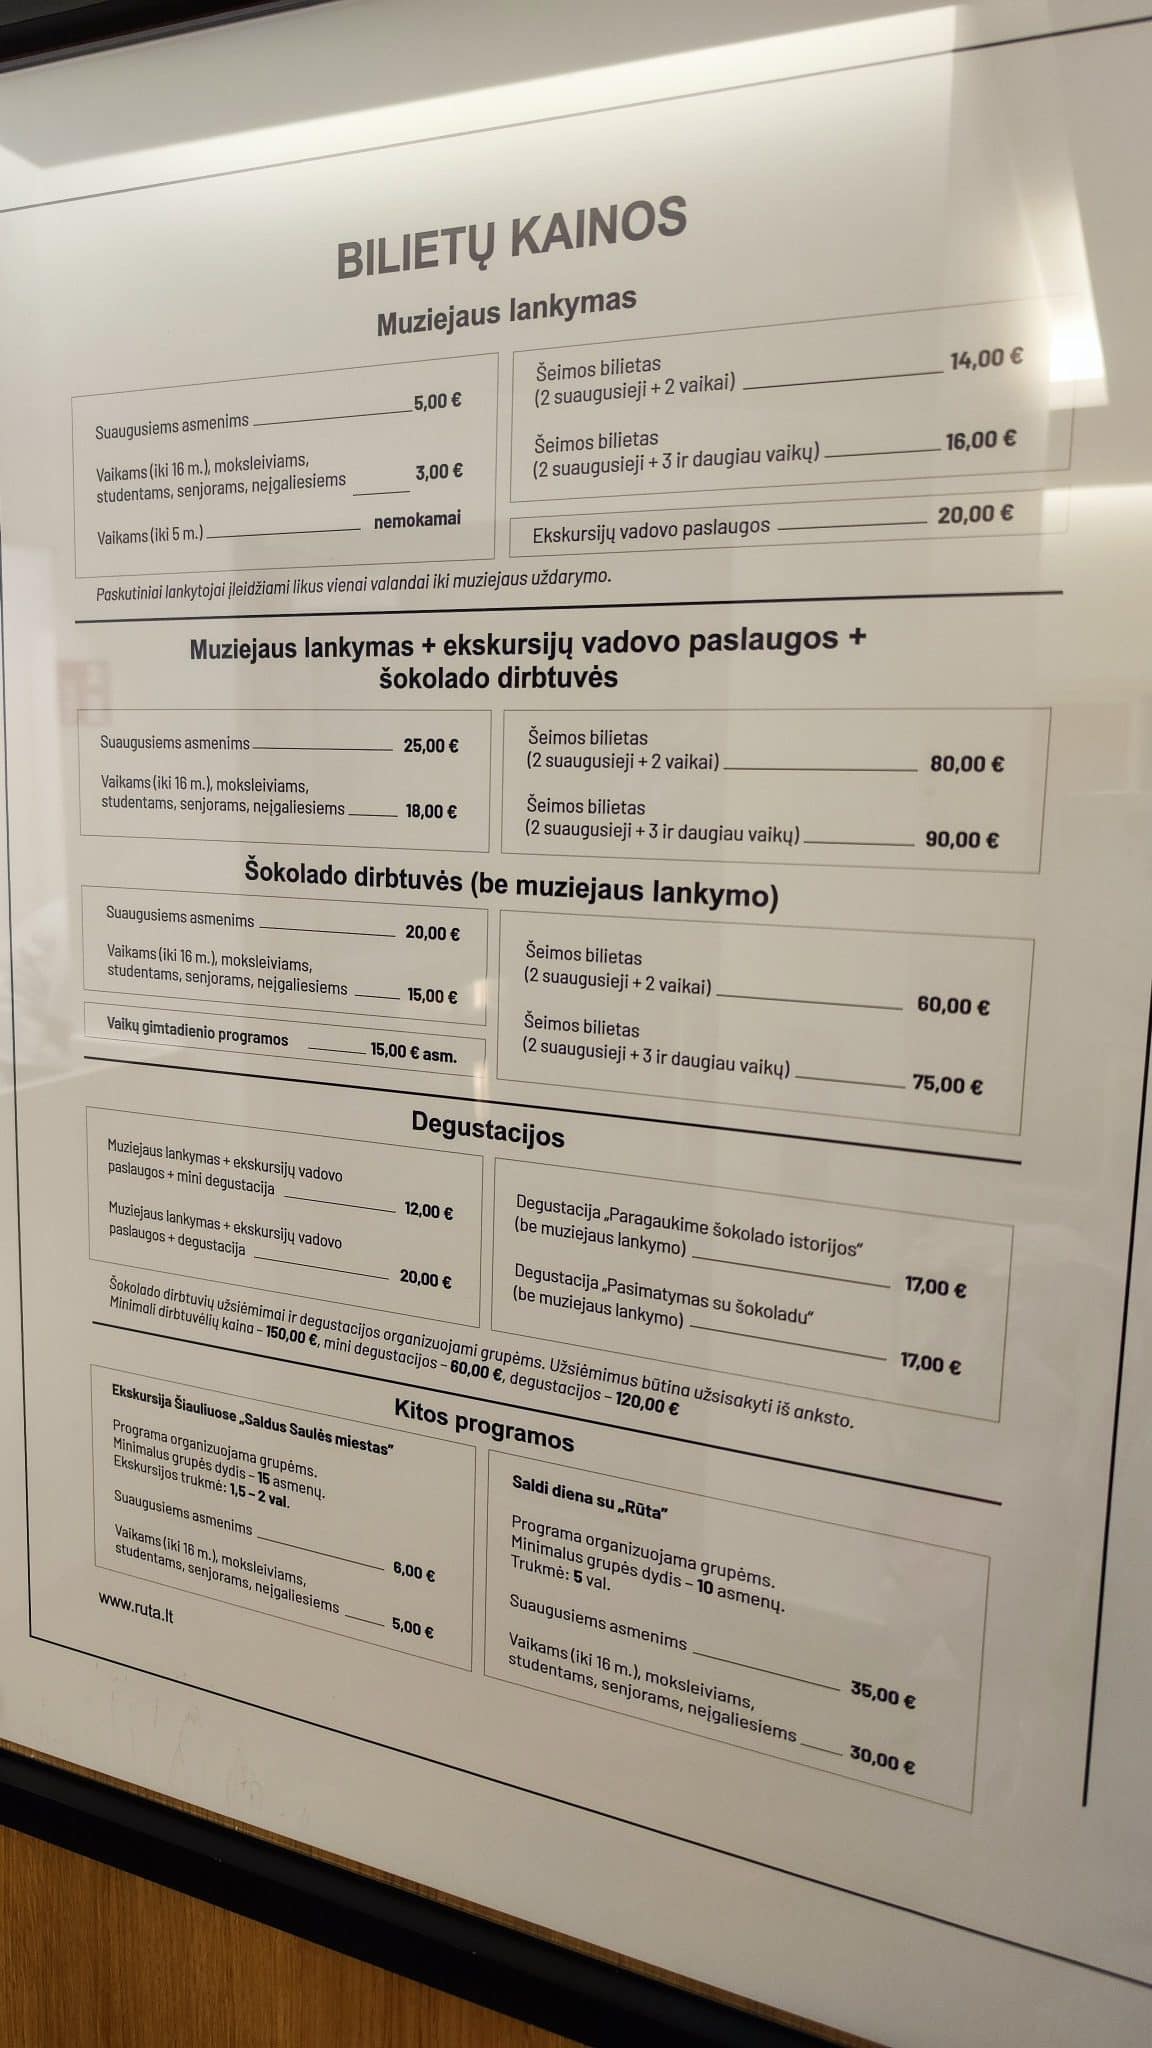 BILIETŲ KAINOS
Muziejaus lankymas
Suaugusiems asmenims 5,00 €
Vaikams (iki 16 m.), moksleiviams,
studentams, senjorams, neįgaliesiems 3,00 €
Vaikams (iki 5 m.) nemokamai
Šeimos bilietas
(2 suaugusieji + 2 vaikai) 14,00 €
Šeimos bilietas
(2 suaugusieji + 3 ir daugiau vaikų) 16,00 €
Ekskursijų vadovo paslaugos 20,00 €
Paskutiniai lankytojai įleidžiami likus vienai valandai iki muziejaus uždarymo.
Muziejaus lankymas + ekskursijų vadovo paslaugos +
šokolado dirbtuvės
Suaugusiems asmenims 25,00 €
Vaikams (iki 16 m.), moksleiviams,
studentams, senjorams, neįgaliesiems 18,00 €
Šeimos bilietas
(2 suaugusieji + 2 vaikai) 80,00 €
Šeimos bilietas
(2 suaugusieji + 3 ir daugiau vaikų) 90,00 €
Šokolado dirbtuvės (be muziejaus lankymo)
Suaugusiems asmenims 20,00 €
Vaikams (iki 16 m.), moksleiviams,
studentams, senjorams, neįgaliesiems 15,00 €
Vaikų gimtadienio programos 15,00 € asm.
Šeimos bilietas
(2 suaugusieji + 2 vaikai) 60,00 €
Šeimos bilietas
(2 suaugusieji + 3 ir daugiau vaikų) 75,00 €
Degustacijos
Muziejaus lankymas + ekskursijų vadovo
paslaugos + mini degustacija 12,00 €
Muziejaus lankymas + ekskursijų vadovo
paslaugos + degustacija 20,00 €
Degustacija „Paragaukime šokolado istorijos“
(be muziejaus lankymo) 17,00 €
Degustacija „Pasimatymas su šokoladu“
(be muziejaus lankymo) 17,00 €
Šokolado dirbtuvių užsiėmimai ir degustacijos organizuojami grupėms. Užsiėmimus būtina užsisakyti iš anksto.
Minimali dirbtuvėlių kaina – 150,00 €, mini degustacijos – 60,00 €, degustacijos – 120,00 €
Kitos programos
Ekskursija Šiauliuose „Saldus Saulės miestas“
Programa organizuojama grupėms.
Minimalus grupės dydis – 15 asmenų.
Ekskursijos trukmė: 1,5 – 2 val.
Suaugusiems asmenims 6,00 €
Vaikams (iki 16 m.), moksleiviams,
studentams, senjorams, neįgaliesiems 5,00 €
Saldi diena su „Rūta“
Programa organizuojama grupėms.
Minimalus grupės dydis – 10 asmenų.
Trukmė: 5 val.
Suaugusiems asmenims 35,00 €
Vaikams (iki 16 m.), moksleiviams,
studentams, senjorams, neįgaliesiems 30,00 €
www.ruta.lt